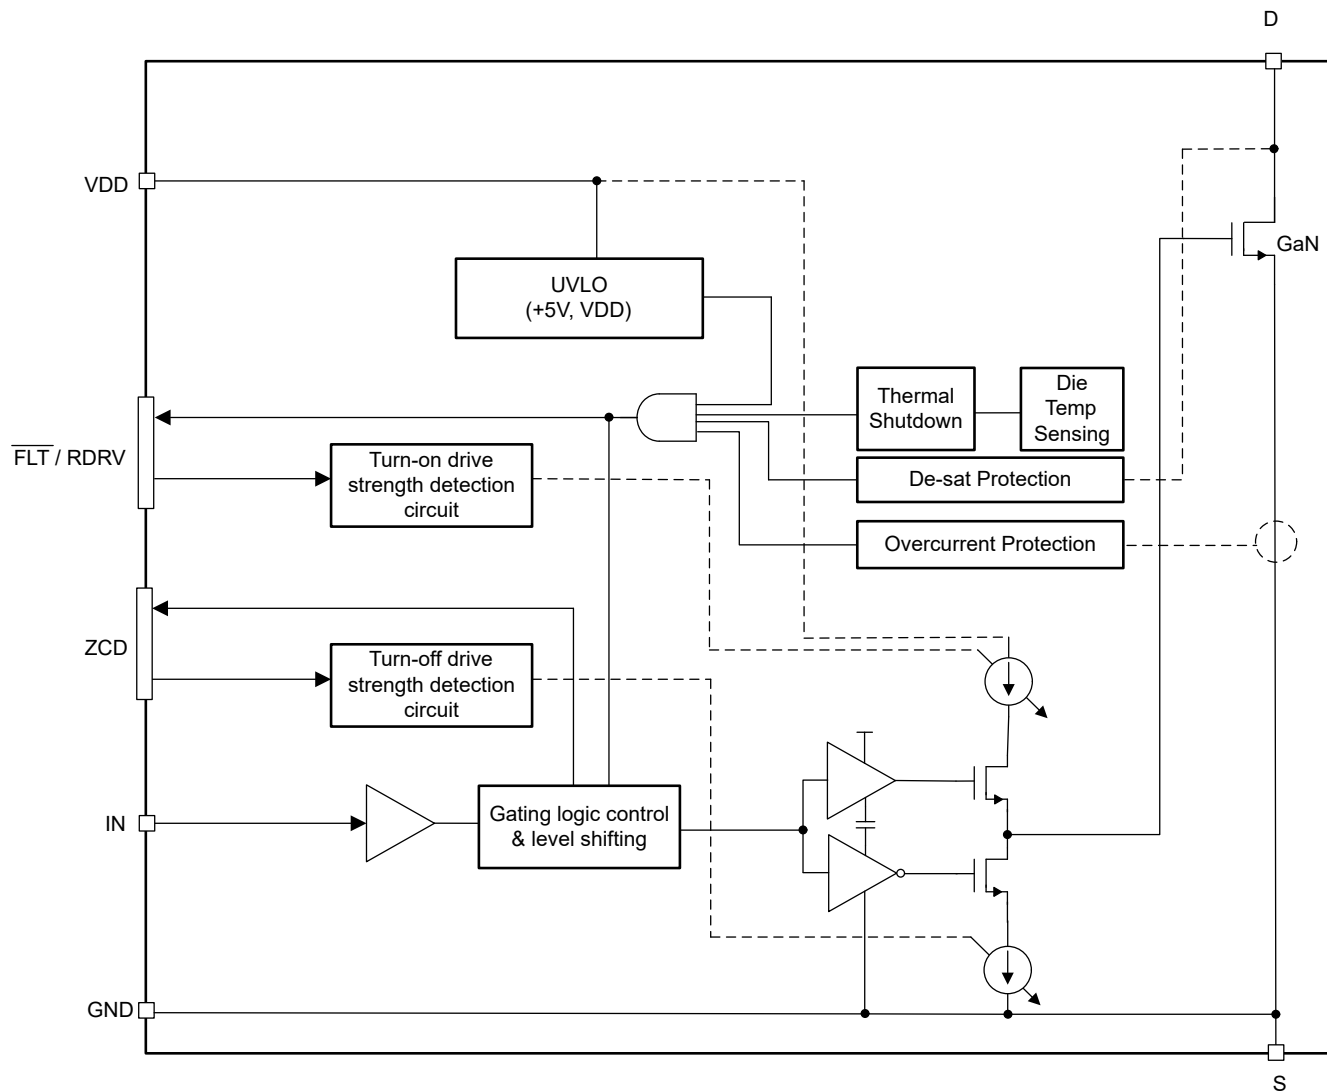 D
VDD
GaN
UVLO
(+5V, VDD)
Thermal
Shutdown
Die
Temp
Sensing
FLT / RDRV
Turn-on drive
strength detection
circuit
De-sat Protection
Overcurrent Protection
ZCD
Turn-off drive
strength detection
circuit
IN
Gating logic control
& level shifting
GND
S